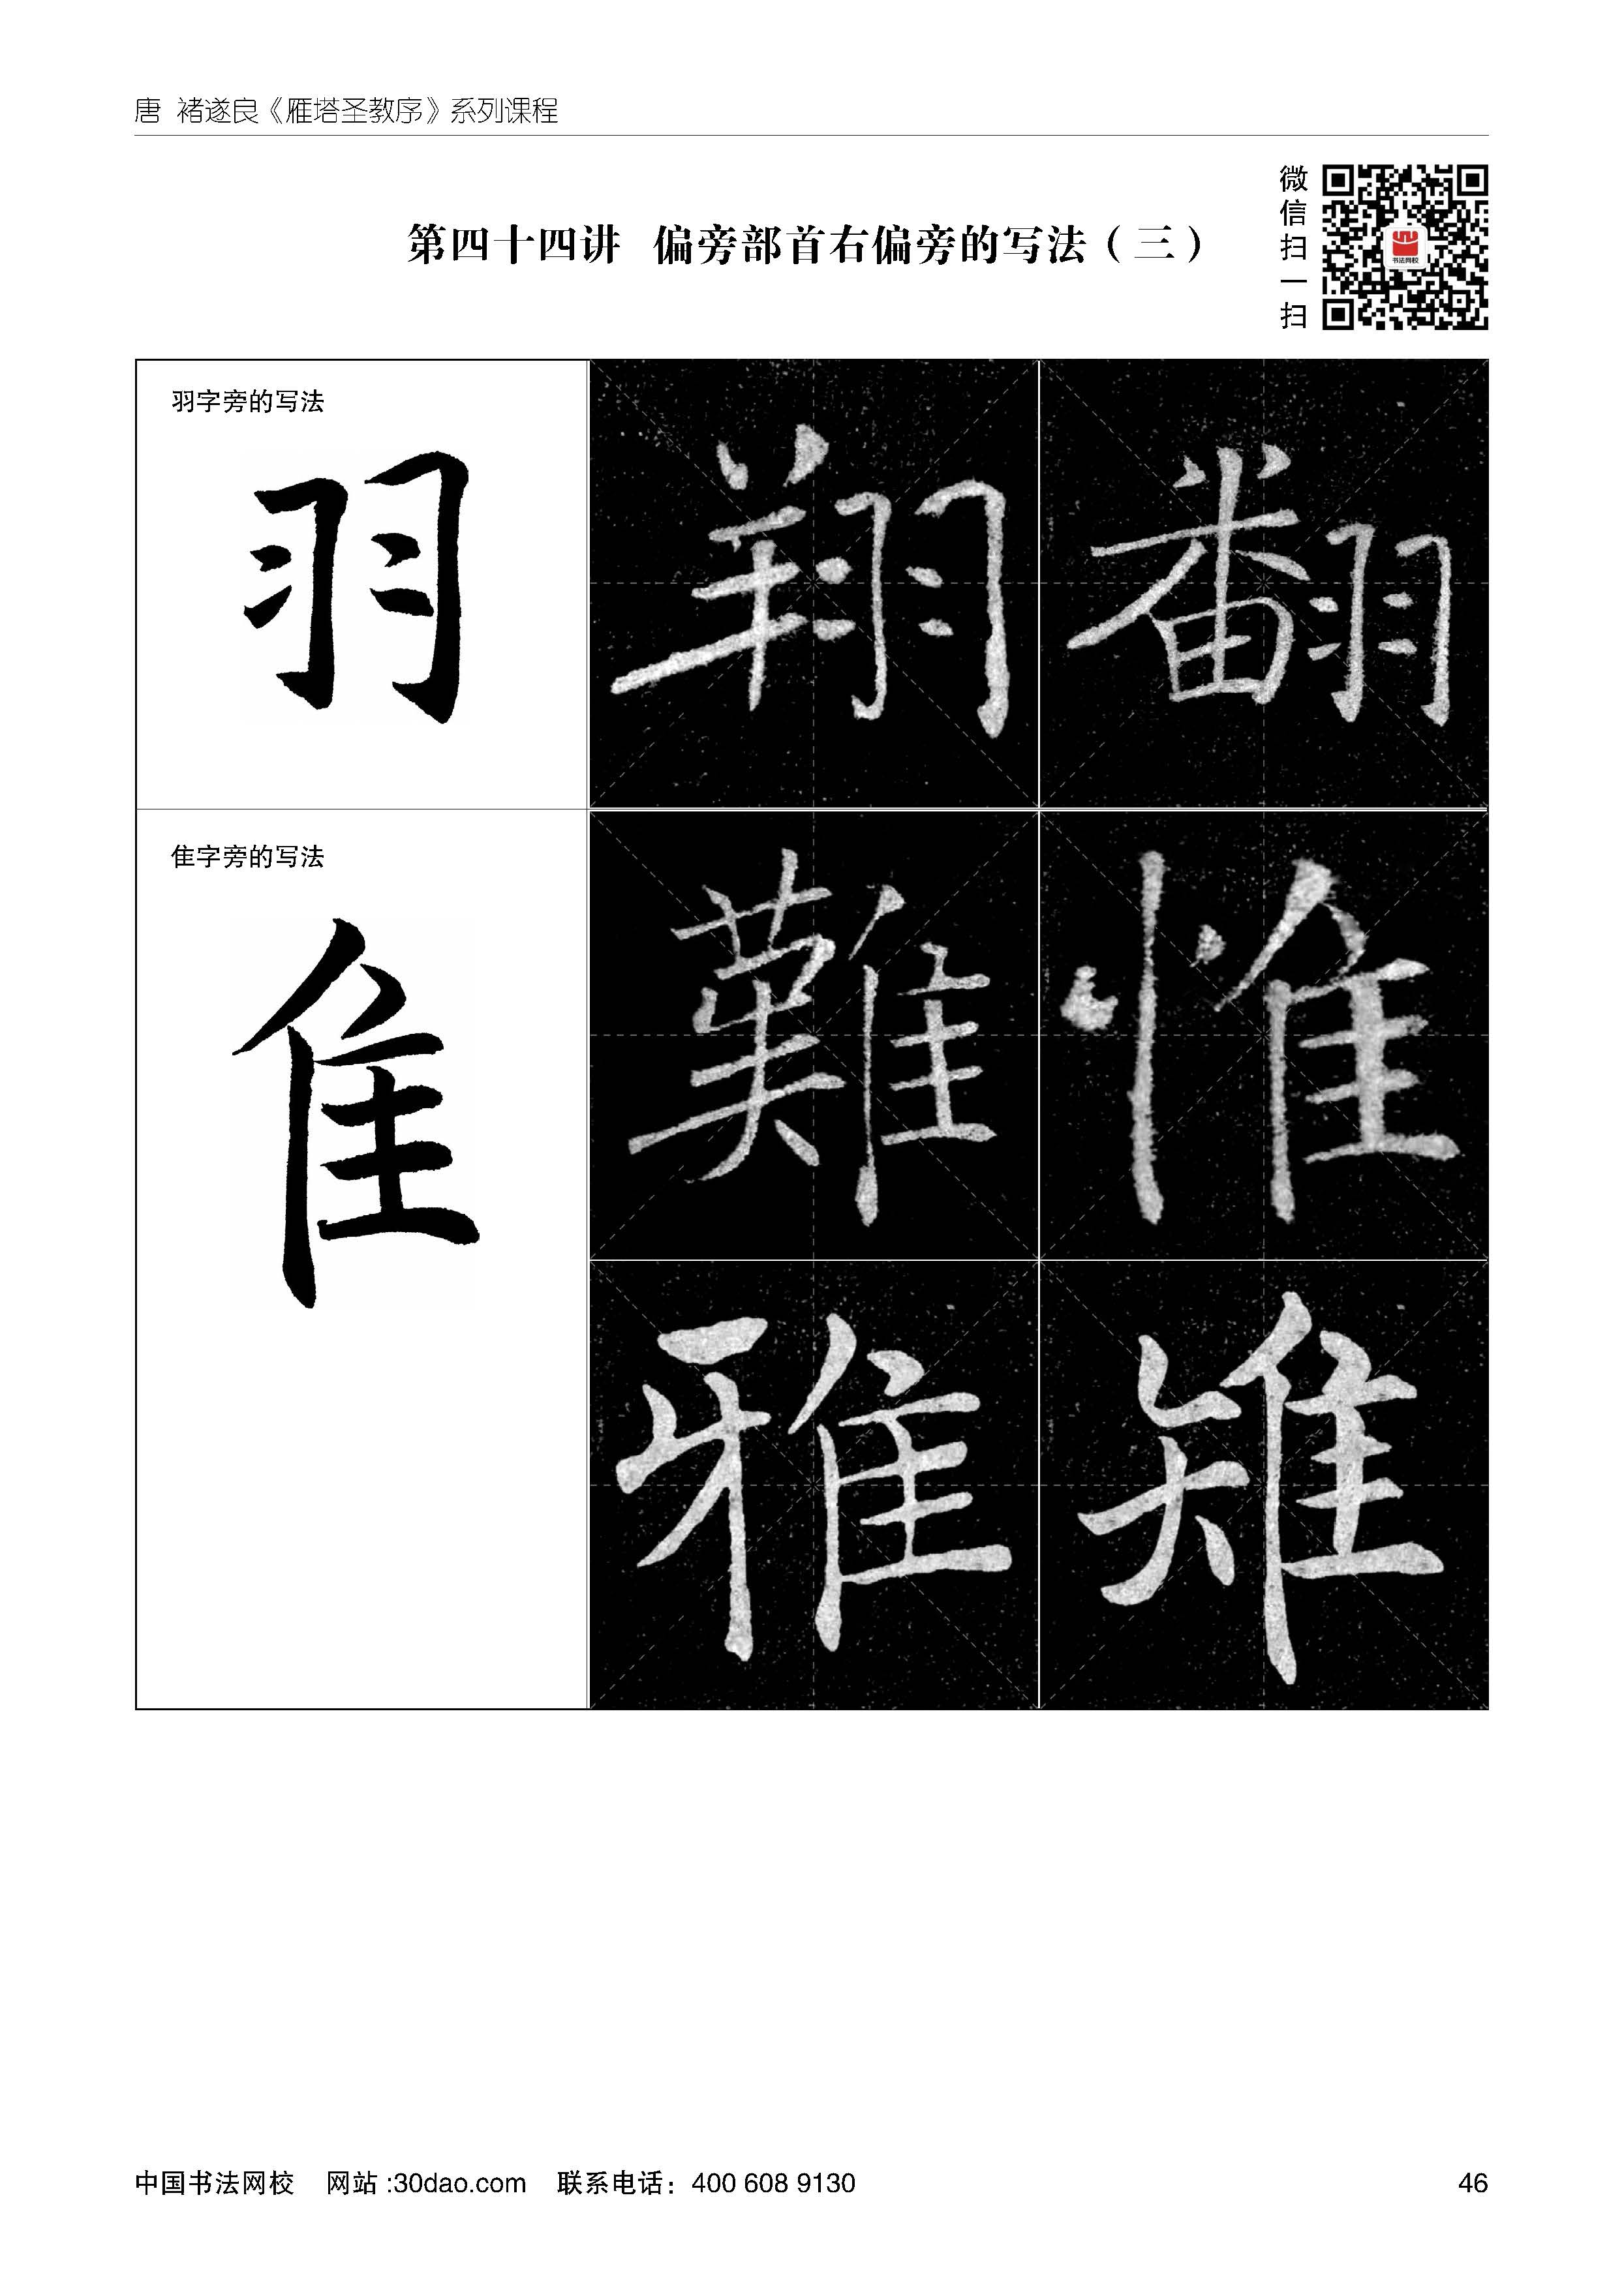 唐 褚遂良《雁塔圣教序》系列课程
微信扫一扫
书法网校
第四十四讲 偏旁部首右偏旁的写法（三）
羽字旁的写法
羽 翔 翻
隹字旁的写法
隹 難 惟
雅 雉
中国书法网校 网站:30dao.com 联系电话：400 608 9130 46